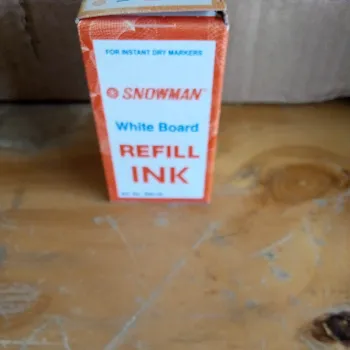 FOR INSTANT DRY MARKERS
SNOWMAN
White Board
REFILL
INK